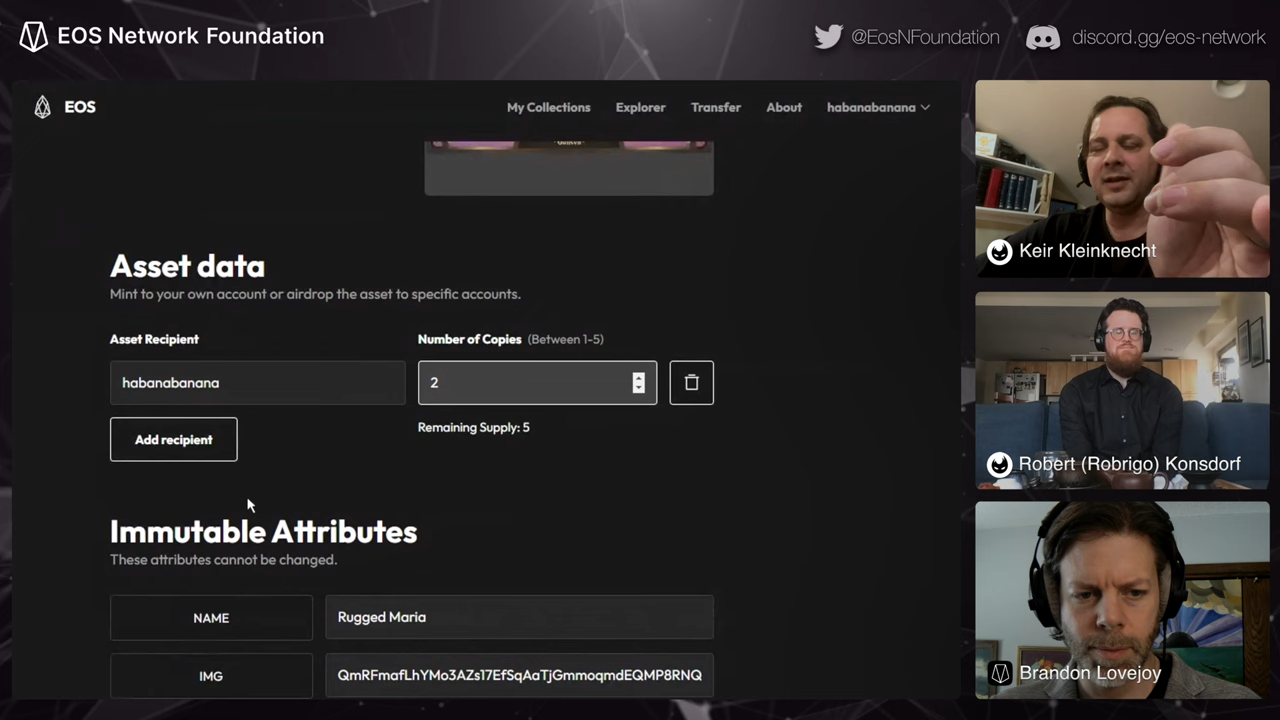 EOS Network Foundation
@EosNFoundation
discord.gg/eos-network
EOS
My Collections
Explorer
Transfer
About
habanabanana
Asset data
Mint to your own account or airdrop the asset to specific accounts.
Asset Recipient
Number of Copies (Between 1-5)
habanabanana
2
Add recipient
Remaining Supply: 5
Immutable Attributes
These attributes cannot be changed.
NAME
Rugged Maria
IMG
QmRFmafLhYMo3AZs17EfSqAaTjGmmoqmdEQMP8RNQ
Keir Kleinknecht
Robert (Robrigo) Konsdorf
Brandon Lovejoy